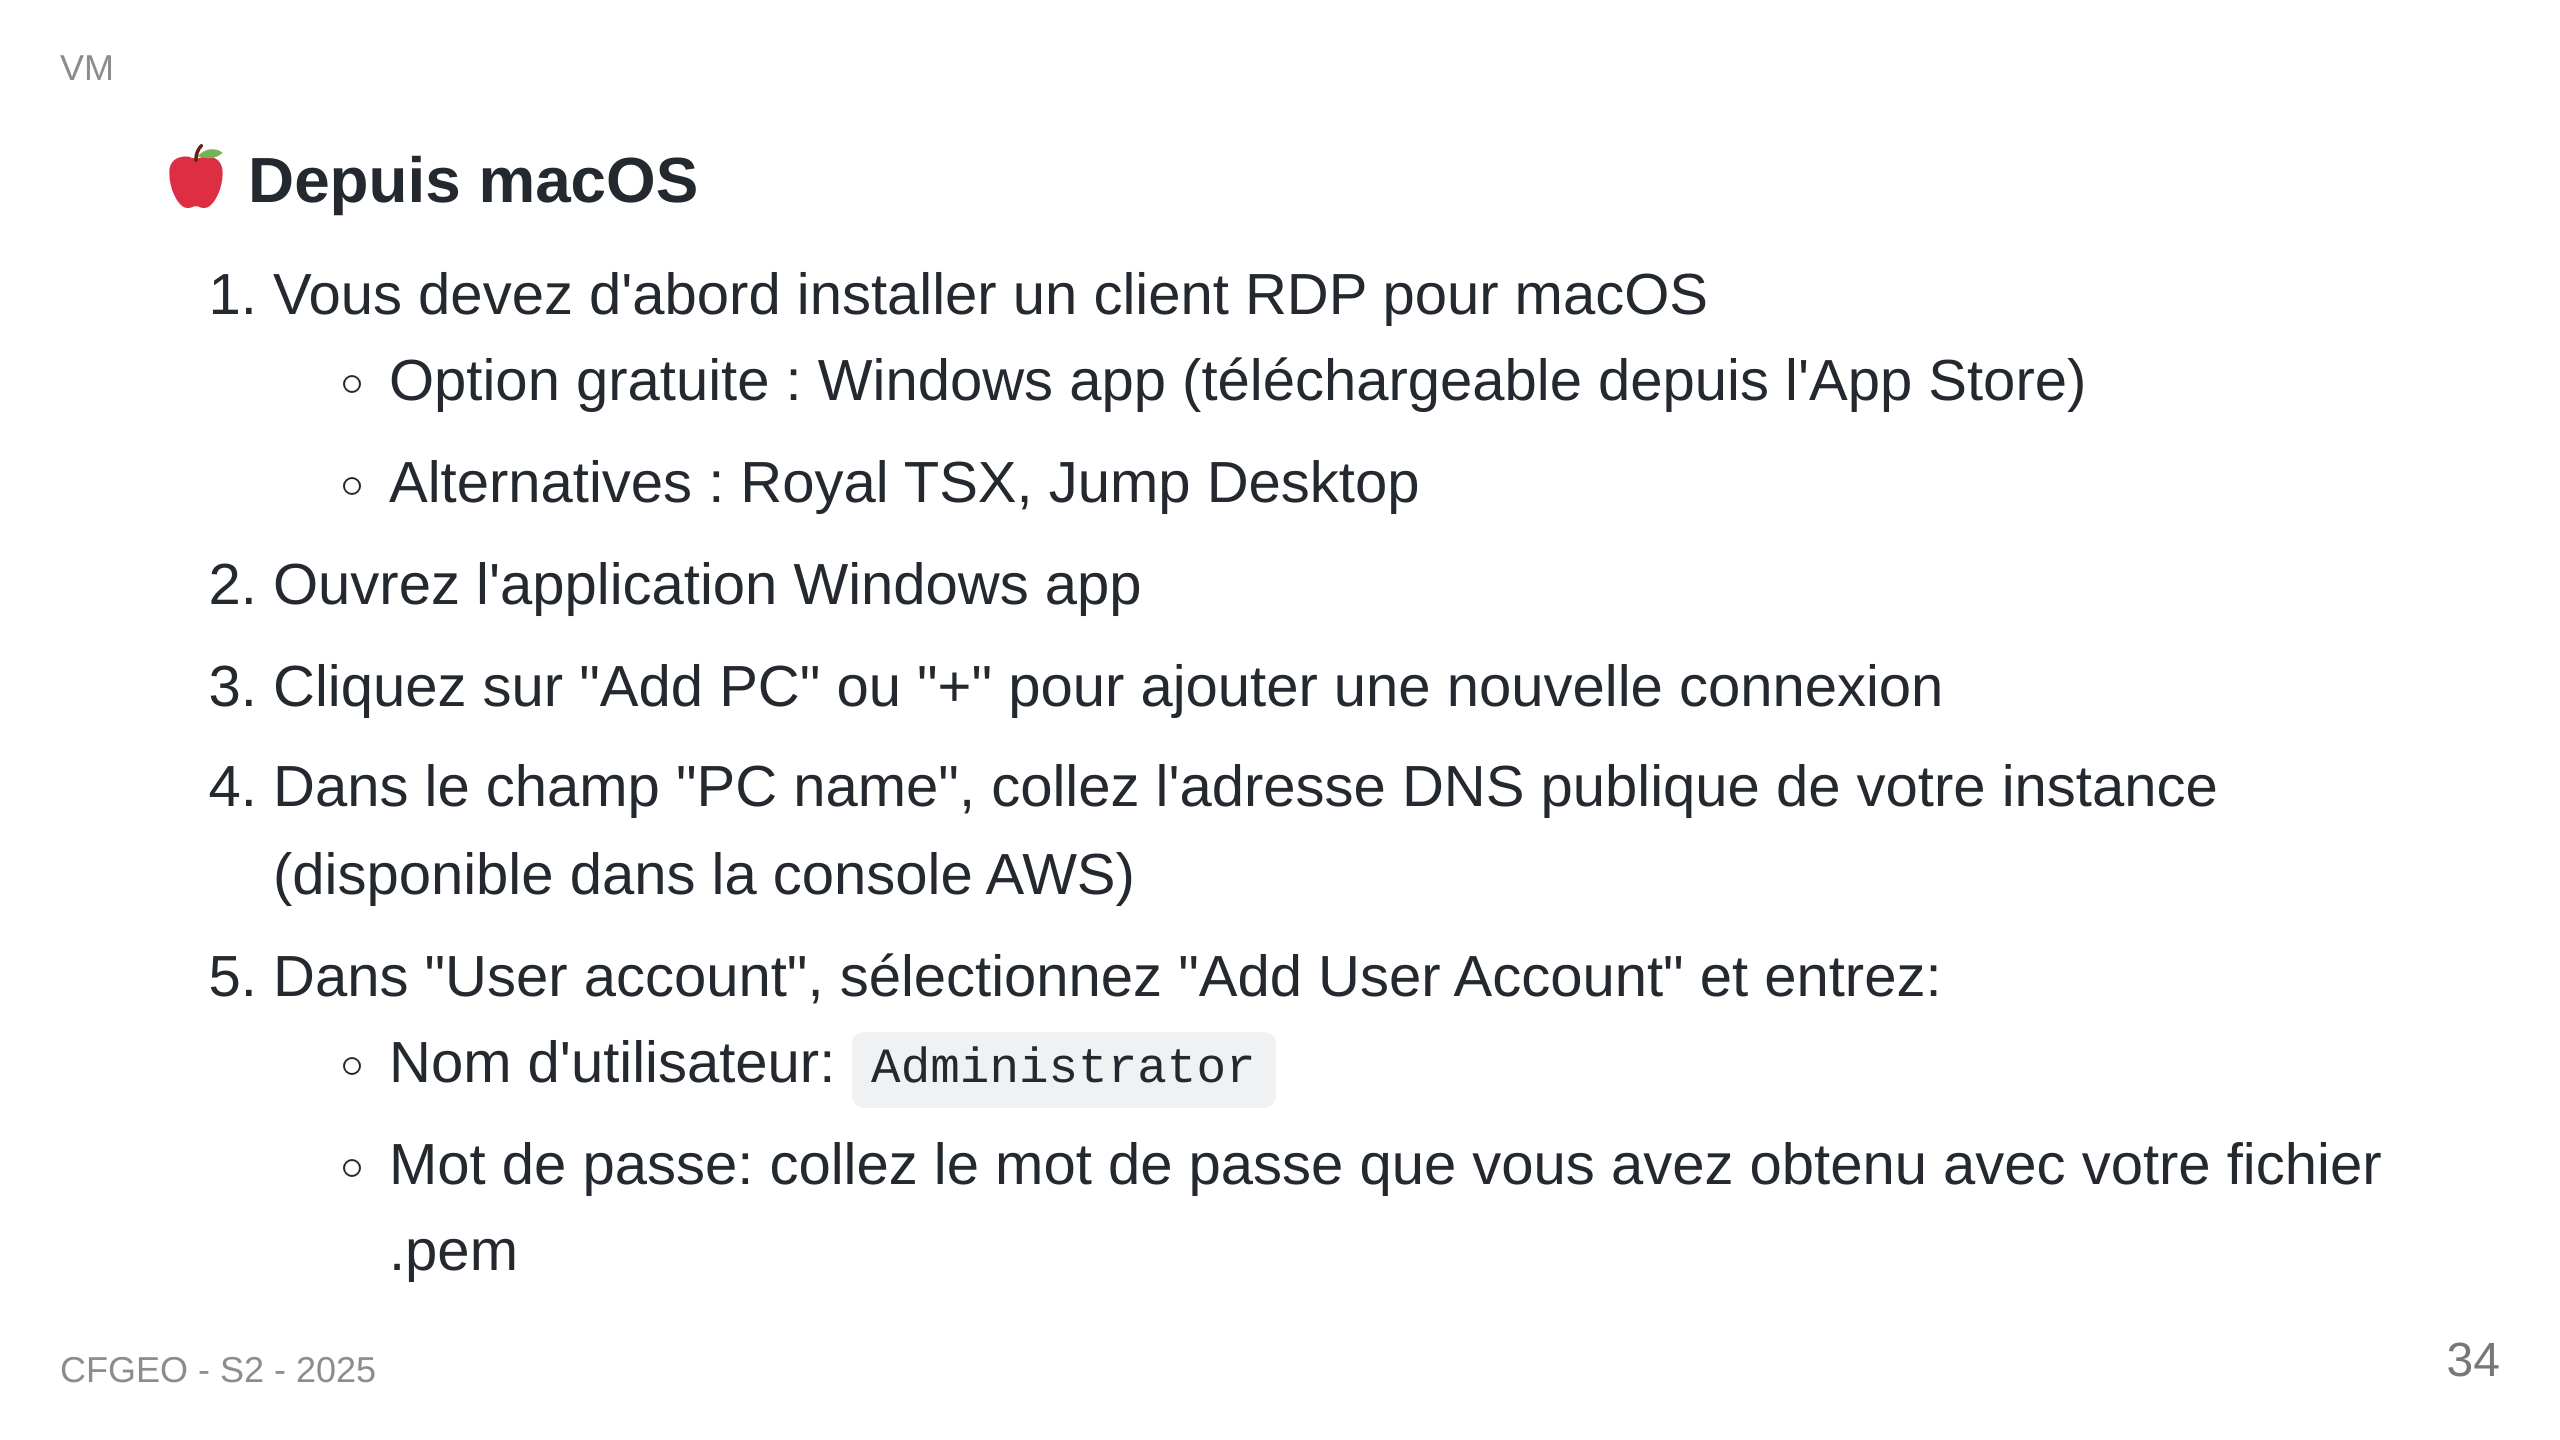 VM
🍎 Depuis macOS
1. Vous devez d'abord installer un client RDP pour macOS
◦ Option gratuite : Windows app (téléchargeable depuis l'App Store)
◦ Alternatives : Royal TSX, Jump Desktop
2. Ouvrez l'application Windows app
3. Cliquez sur "Add PC" ou "+" pour ajouter une nouvelle connexion
4. Dans le champ "PC name", collez l'adresse DNS publique de votre instance
(disponible dans la console AWS)
5. Dans "User account", sélectionnez "Add User Account" et entrez:
◦ Nom d'utilisateur: Administrator
◦ Mot de passe: collez le mot de passe que vous avez obtenu avec votre fichier
.pem
CFGEO - S2 - 2025
34